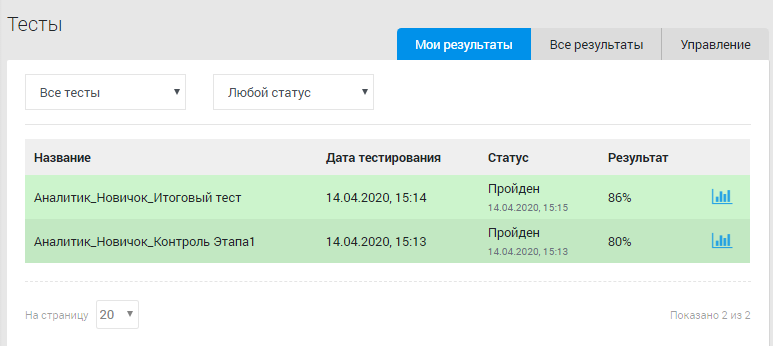 Тесты
Мои результаты Все результаты Управление
Все тесты Любой статус
Название Дата тестирования Статус Результат
Аналитик_Новичок_Итоговый тест 14.04.2020, 15:14 Пройден 86%
14.04.2020, 15:15
Аналитик_Новичок_Контроль Этапа1 14.04.2020, 15:13 Пройден 80%
14.04.2020, 15:13
На страницу 20 Показано 2 из 2